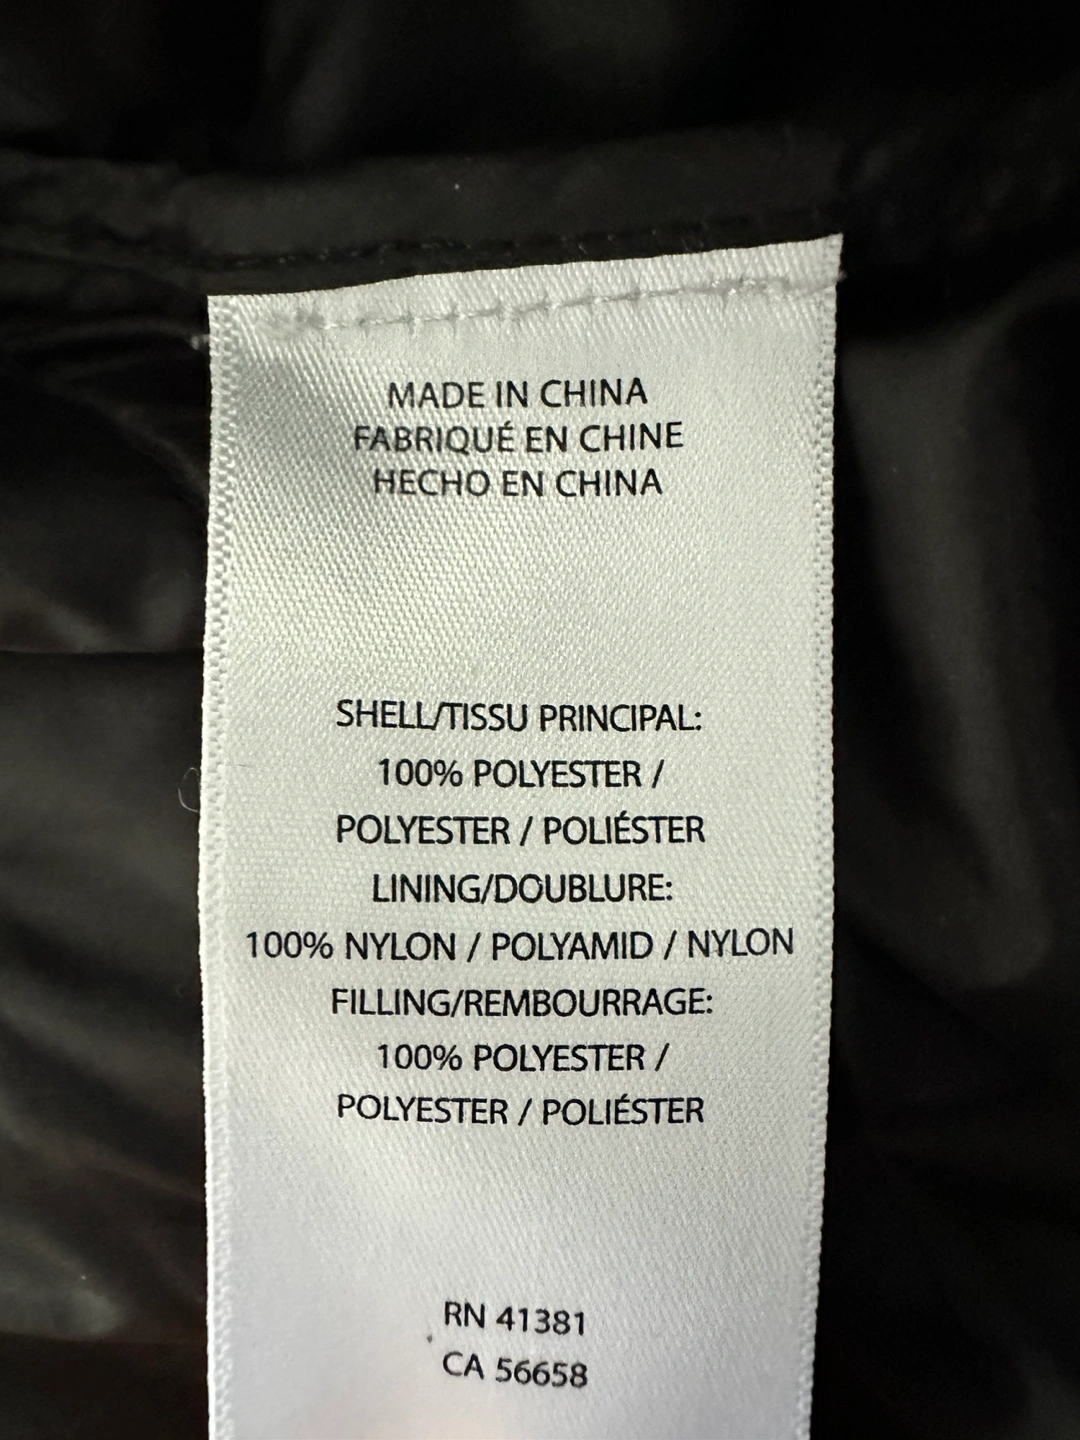 MADE IN CHINA
FABRIQUÉ EN CHINE
HECHO EN CHINA
SHELL/TISSU PRINCIPAL:
100% POLYESTER /
POLYESTER / POLIÉSTER
LINING/DOUBLURE:
100% NYLON / POLYAMID / NYLON
FILLING/REMBOURRAGE:
100% POLYESTER /
POLYESTER / POLIÉSTER
RN 41381
CA 56658